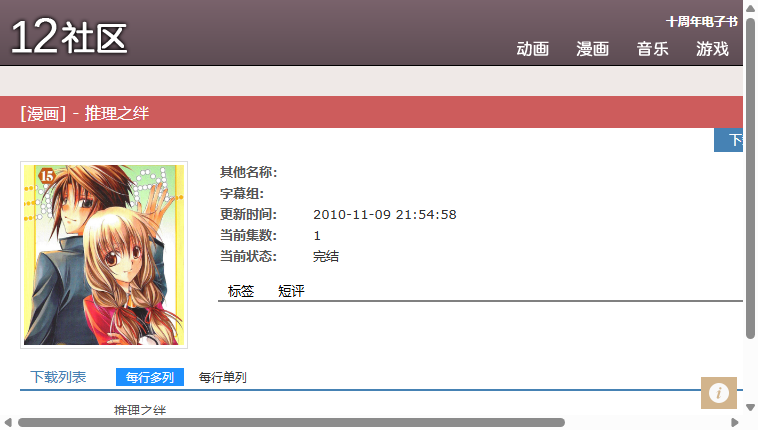 12社区
十周年电子书
动画 漫画 音乐 游戏
[漫画] - 推理之绊
15
其他名称:
字幕组:
更新时间: 2010-11-09 21:54:58
当前集数: 1
当前状态: 完结
标签 短评
下载列表 每行多列 每行单列
推理之绊